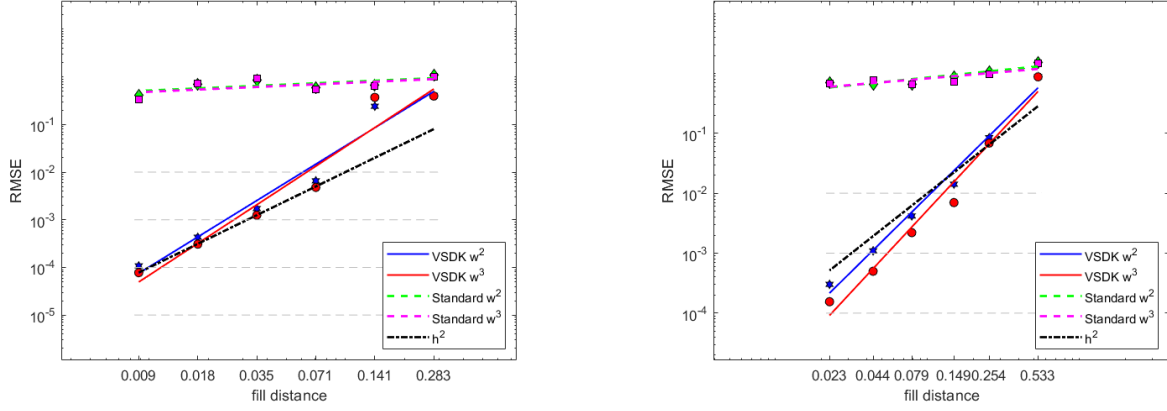 10^-1
10^-2
10^-3
10^-4
10^-5
RMSE
VSDK w^2
VSDK w^3
Standard w^2
Standard w^3
h^2
0.009 0.018 0.035 0.071 0.141 0.283
fill distance
10^-1
10^-2
10^-3
10^-4
RMSE
VSDK w^2
VSDK w^3
Standard w^2
Standard w^3
h^2
0.023 0.044 0.079 0.149 0.254 0.533
fill distance